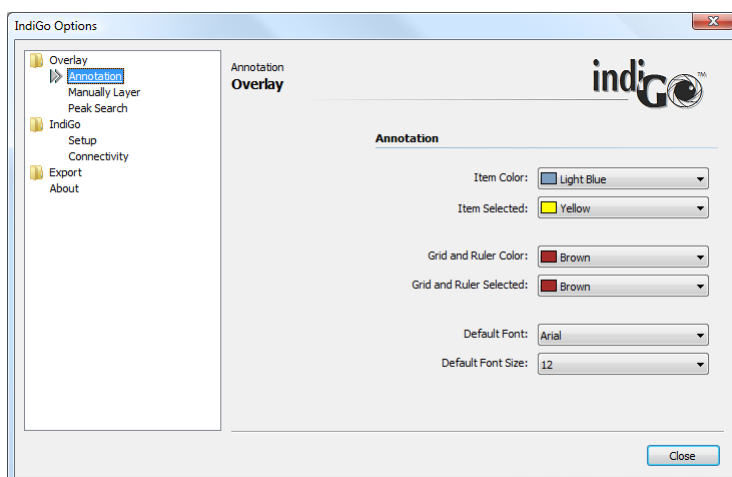 IndiGo Options
Overlay
Annotation
Manually Layer
Peak Search
IndiGo
Setup
Connectivity
Export
About
Annotation
Overlay
indiGo™
Annotation
Item Color: Light Blue
Item Selected: Yellow
Grid and Ruler Color: Brown
Grid and Ruler Selected: Brown
Default Font: Arial
Default Font Size: 12
Close